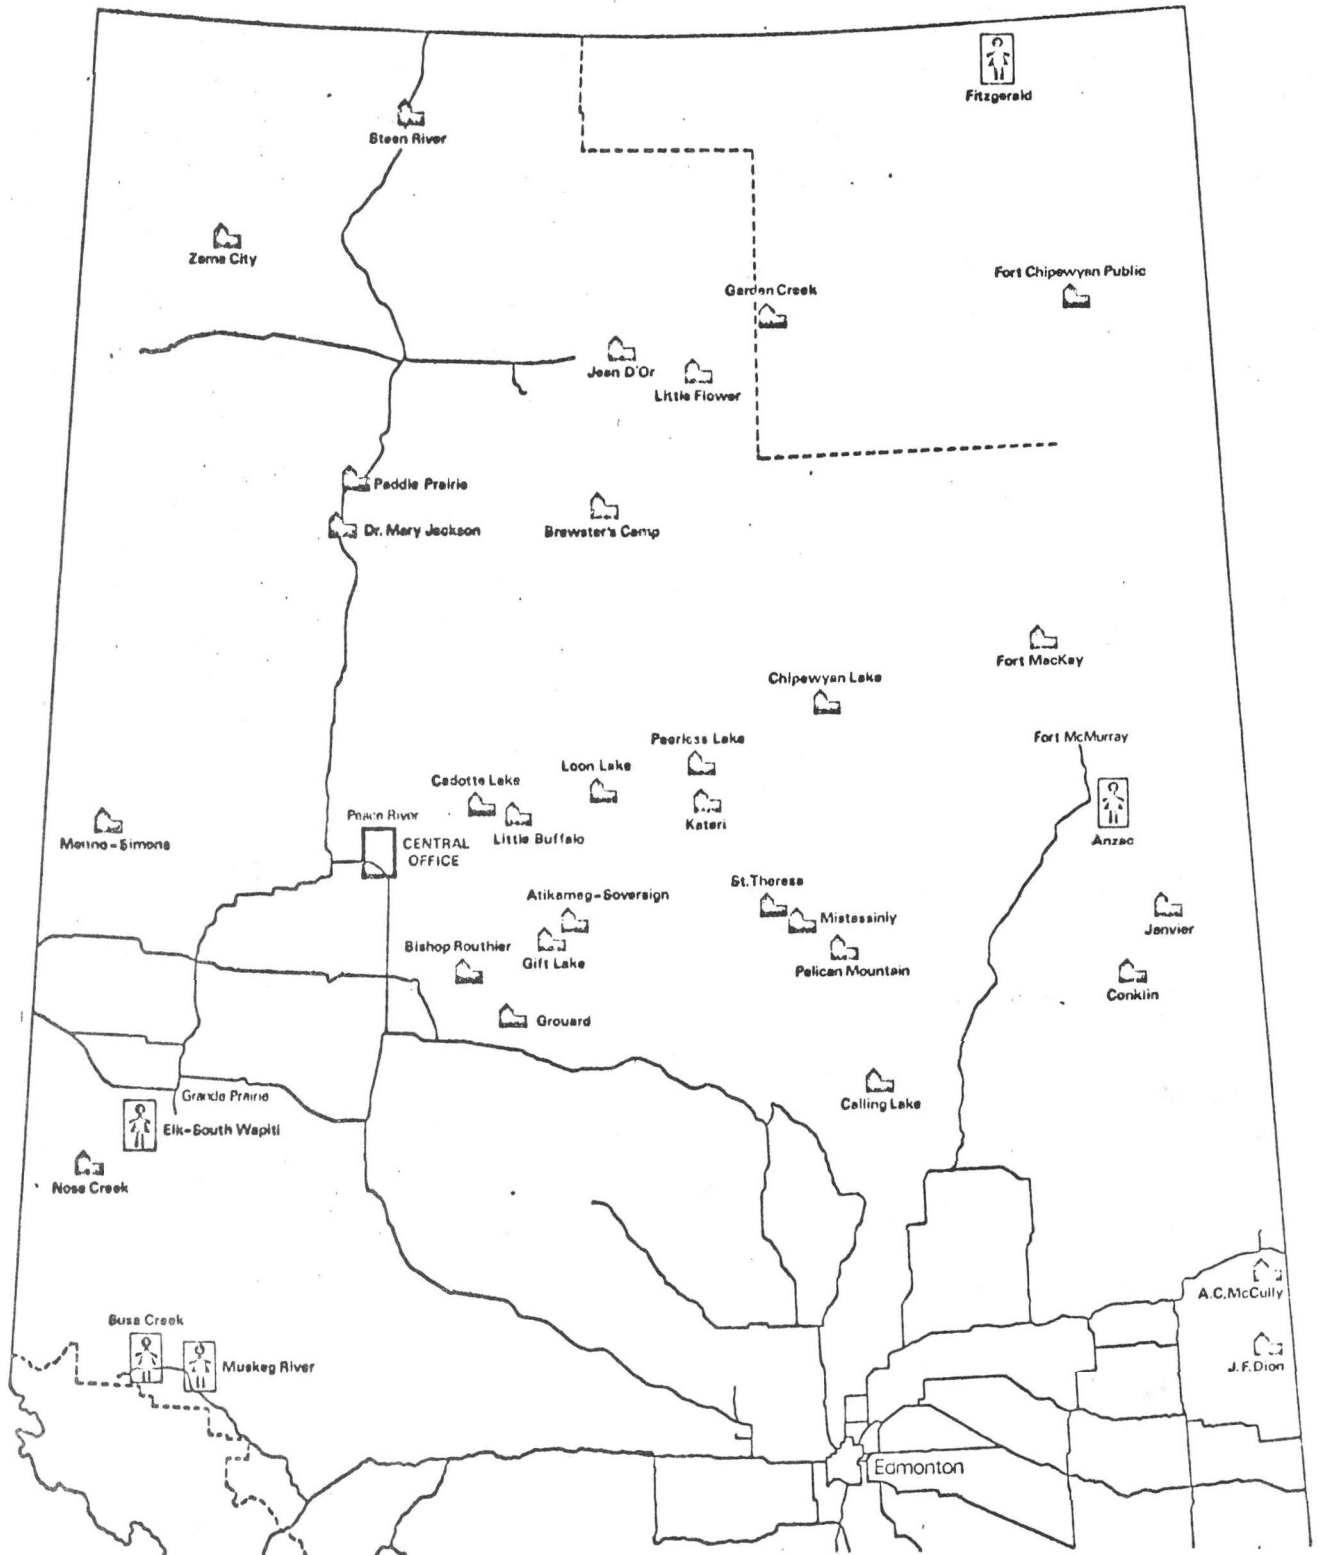 Fitzgerald
Steen River
Zama City
Fort Chipewyan Public
Garden Creek
Jean D'Or
Little Flower
Paddle Prairie
Dr. Mary Jackson
Brewster's Camp
Fort MacKay
Chipewyan Lake
Fort McMurray
Peerless Lake
Loon Lake
Cadotte Lake
Kateri
Peace River
Little Buffalo
Menno-Simons
CENTRAL
OFFICE
Anzac
St. Theresa
Atikameg-Sovereign
Mistassiniy
Janvier
Bishop Routhier
Gift Lake
Pelican Mountain
Conklin
Grouard
Calling Lake
Grande Prairie
Elk-South Wapiti
Nose Creek
A.C.McCully
Susa Creek
Muskeg River
J.F.Dion
Edmonton